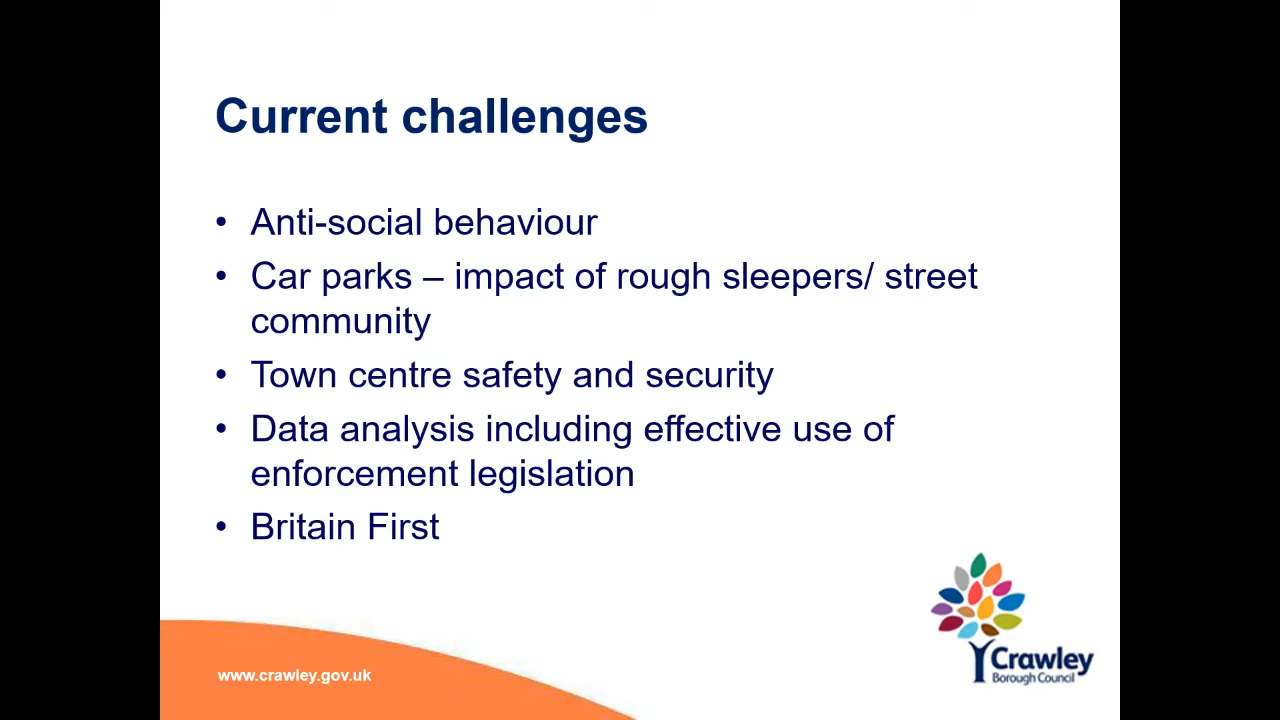 Current challenges
• Anti-social behaviour
• Car parks – impact of rough sleepers/ street
community
• Town centre safety and security
• Data analysis including effective use of
enforcement legislation
• Britain First
www.crawley.gov.uk
Crawley
Borough Council